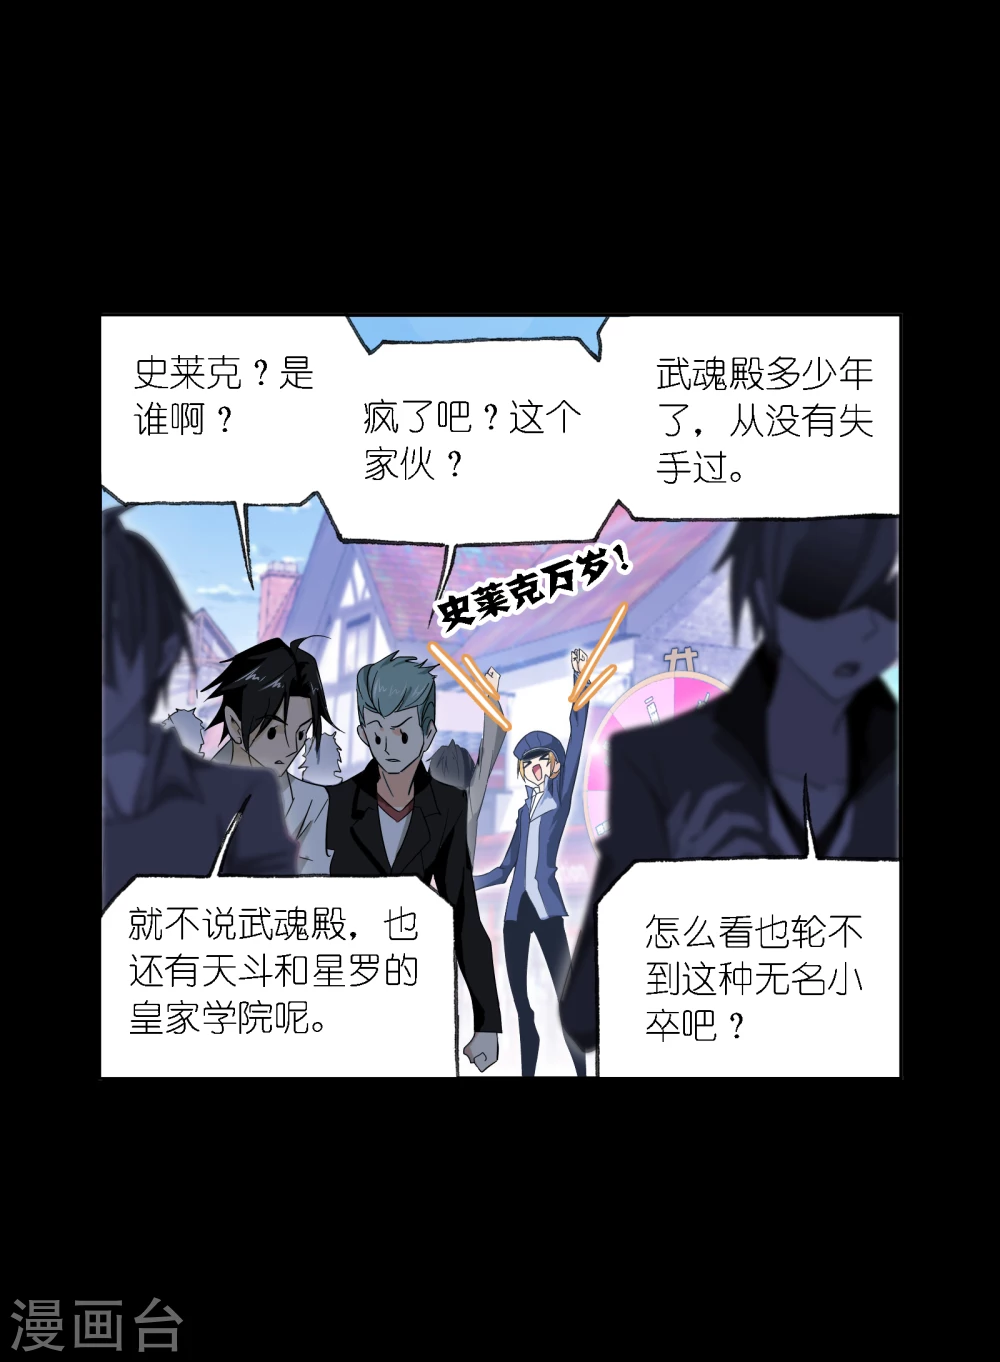 史莱克？是
谁啊？
疯了吧？这个
家伙？
武魂殿多少年
了，从没有失
手过。
史莱克万岁！
就不说武魂殿，也
还有天斗和星罗的
皇家学院呢。
怎么看也轮不
到这种无名小
卒吧？
漫画台